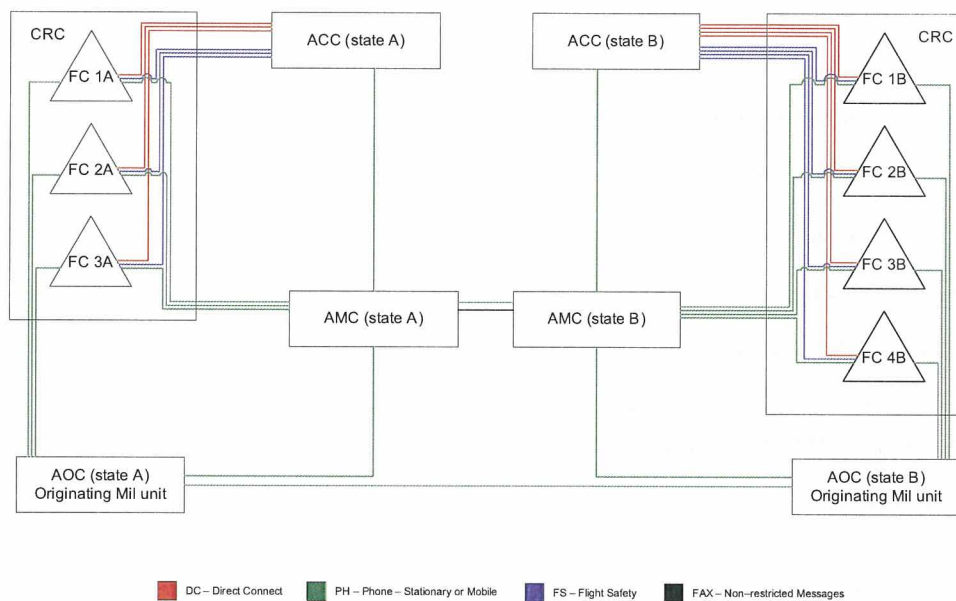 CRC
ACC (state A)
ACC (state B)
CRC
FC 1A
FC 1B
FC 2A
FC 2B
FC 3A
FC 3B
AMC (state A)
AMC (state B)
FC 4B
AOC (state A)
Originating Mil unit
AOC (state B)
Originating Mil unit
DC – Direct Connect
PH – Phone – Stationary or Mobile
FS – Flight Safety
FAX – Non-restricted Messages